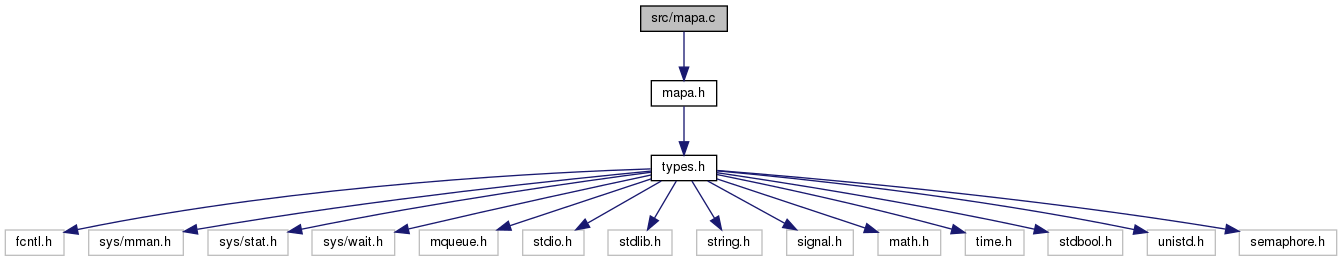 src/mapa.c
mapa.h
types.h
fcntl.h
sys/mman.h
sys/stat.h
sys/wait.h
mqueue.h
stdio.h
stdlib.h
string.h
signal.h
math.h
time.h
stdbool.h
unistd.h
semaphore.h